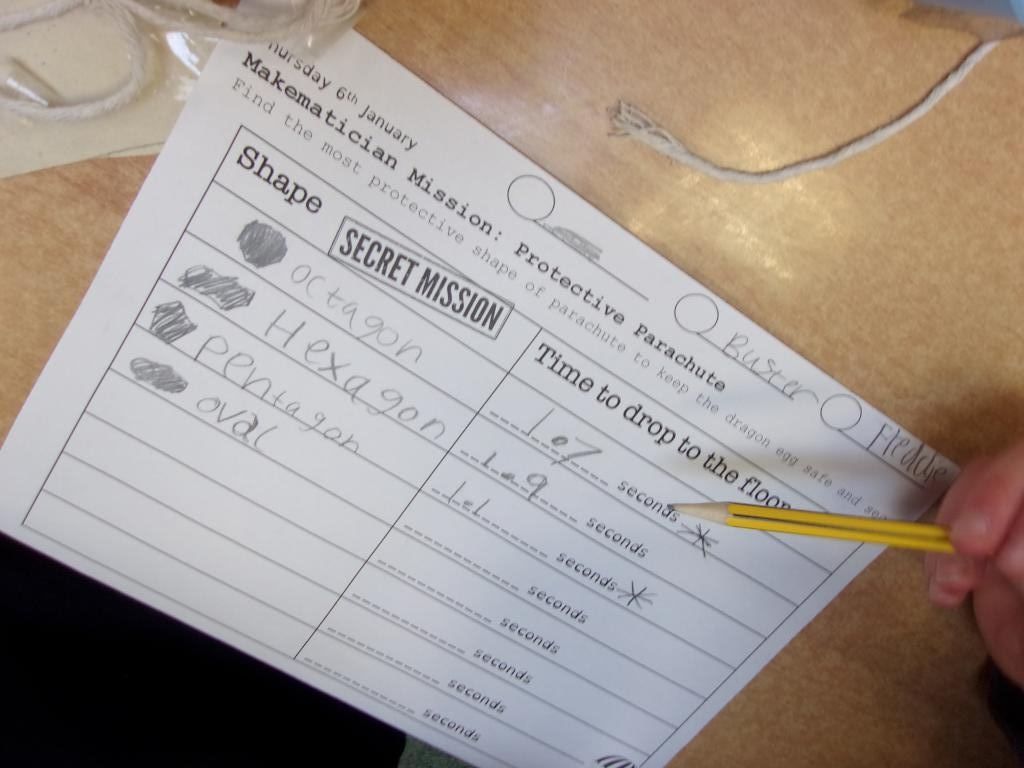 hursday 6th January
Makematician Mission: Protective Parachute
Find the most protective shape of parachute to keep the dragon egg safe and se
Buster
Shape
SECRET MISSION
Time to drop to the floor
octagon
1.7 seconds
Hexagon
1.9 seconds
pentagon
1.1 seconds
oval
seconds
seconds
seconds
seconds
seconds